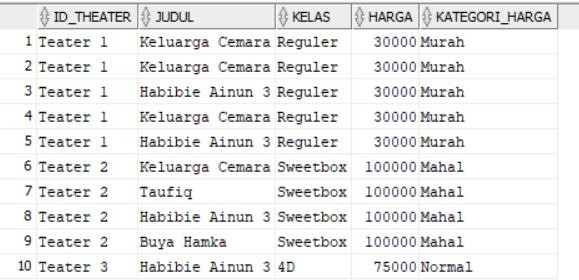 ID_THEATER JUDUL KELAS HARGA KATEGORI_HARGA
1 Teater 1 Keluarga Cemara Reguler 30000 Murah
2 Teater 1 Keluarga Cemara Reguler 30000 Murah
3 Teater 1 Habibie Ainun 3 Reguler 30000 Murah
4 Teater 1 Keluarga Cemara Reguler 30000 Murah
5 Teater 1 Habibie Ainun 3 Reguler 30000 Murah
6 Teater 2 Keluarga Cemara Sweetbox 100000 Mahal
7 Teater 2 Taufiq Sweetbox 100000 Mahal
8 Teater 2 Habibie Ainun 3 Sweetbox 100000 Mahal
9 Teater 2 Buya Hamka Sweetbox 100000 Mahal
10 Teater 3 Habibie Ainun 3 4D 75000 Normal